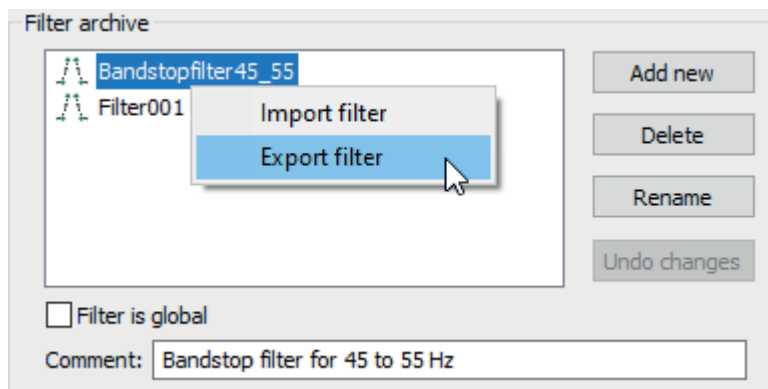 Filter archive
Bandstopfilter45_55
Filter001
Import filter
Export filter
Add new
Delete
Rename
Undo changes
Filter is global
Comment: Bandstop filter for 45 to 55 Hz